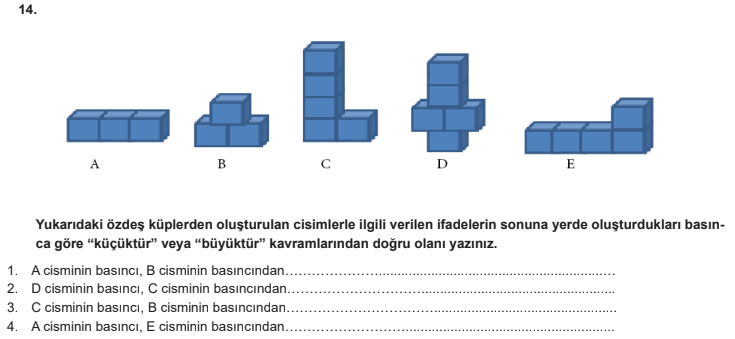 14.
A B C D E
Yukarıdaki özdeş küplerden oluşturulan cisimlerle ilgili verilen ifadelerin sonuna yerde oluşturdukları basın-
ca göre “küçüktür” veya “büyüktür” kavramlarından doğru olanı yazınız.
1. A cisminin basıncı, B cisminin basıncından...........................................................................
2. D cisminin basıncı, C cisminin basıncından...........................................................................
3. C cisminin basıncı, B cisminin basıncından...........................................................................
4. A cisminin basıncı, E cisminin basıncından...........................................................................